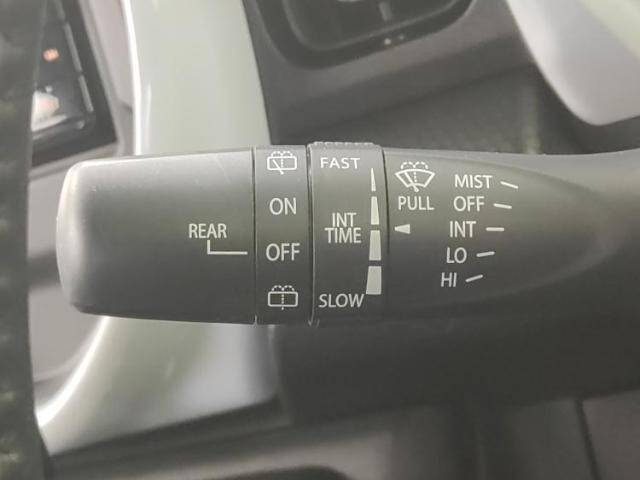 REAR
ON
OFF
FAST
INT
TIME
SLOW
PULL
MIST
OFF
INT
LO
HI